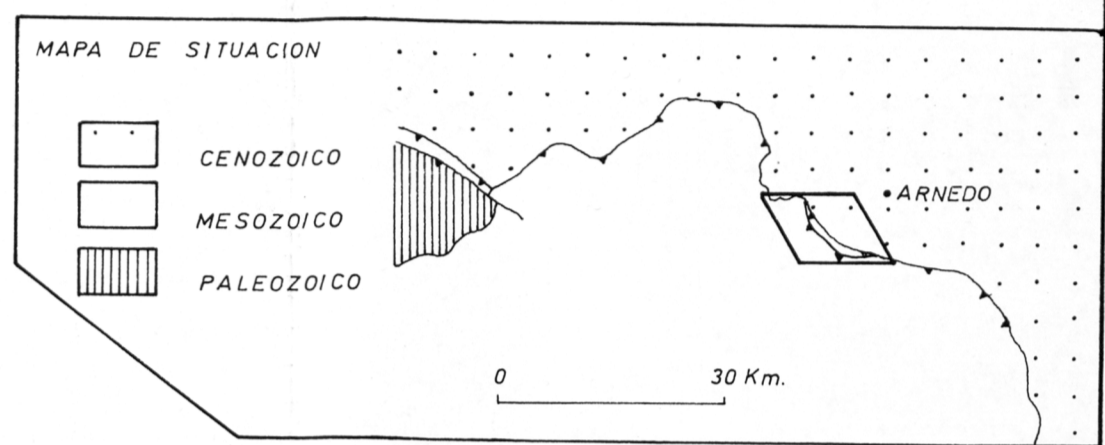 MAPA DE SITUACION
CENOZOICO
MESOZOICO
PALEOZOICO
ARNEDO
0 30 Km.